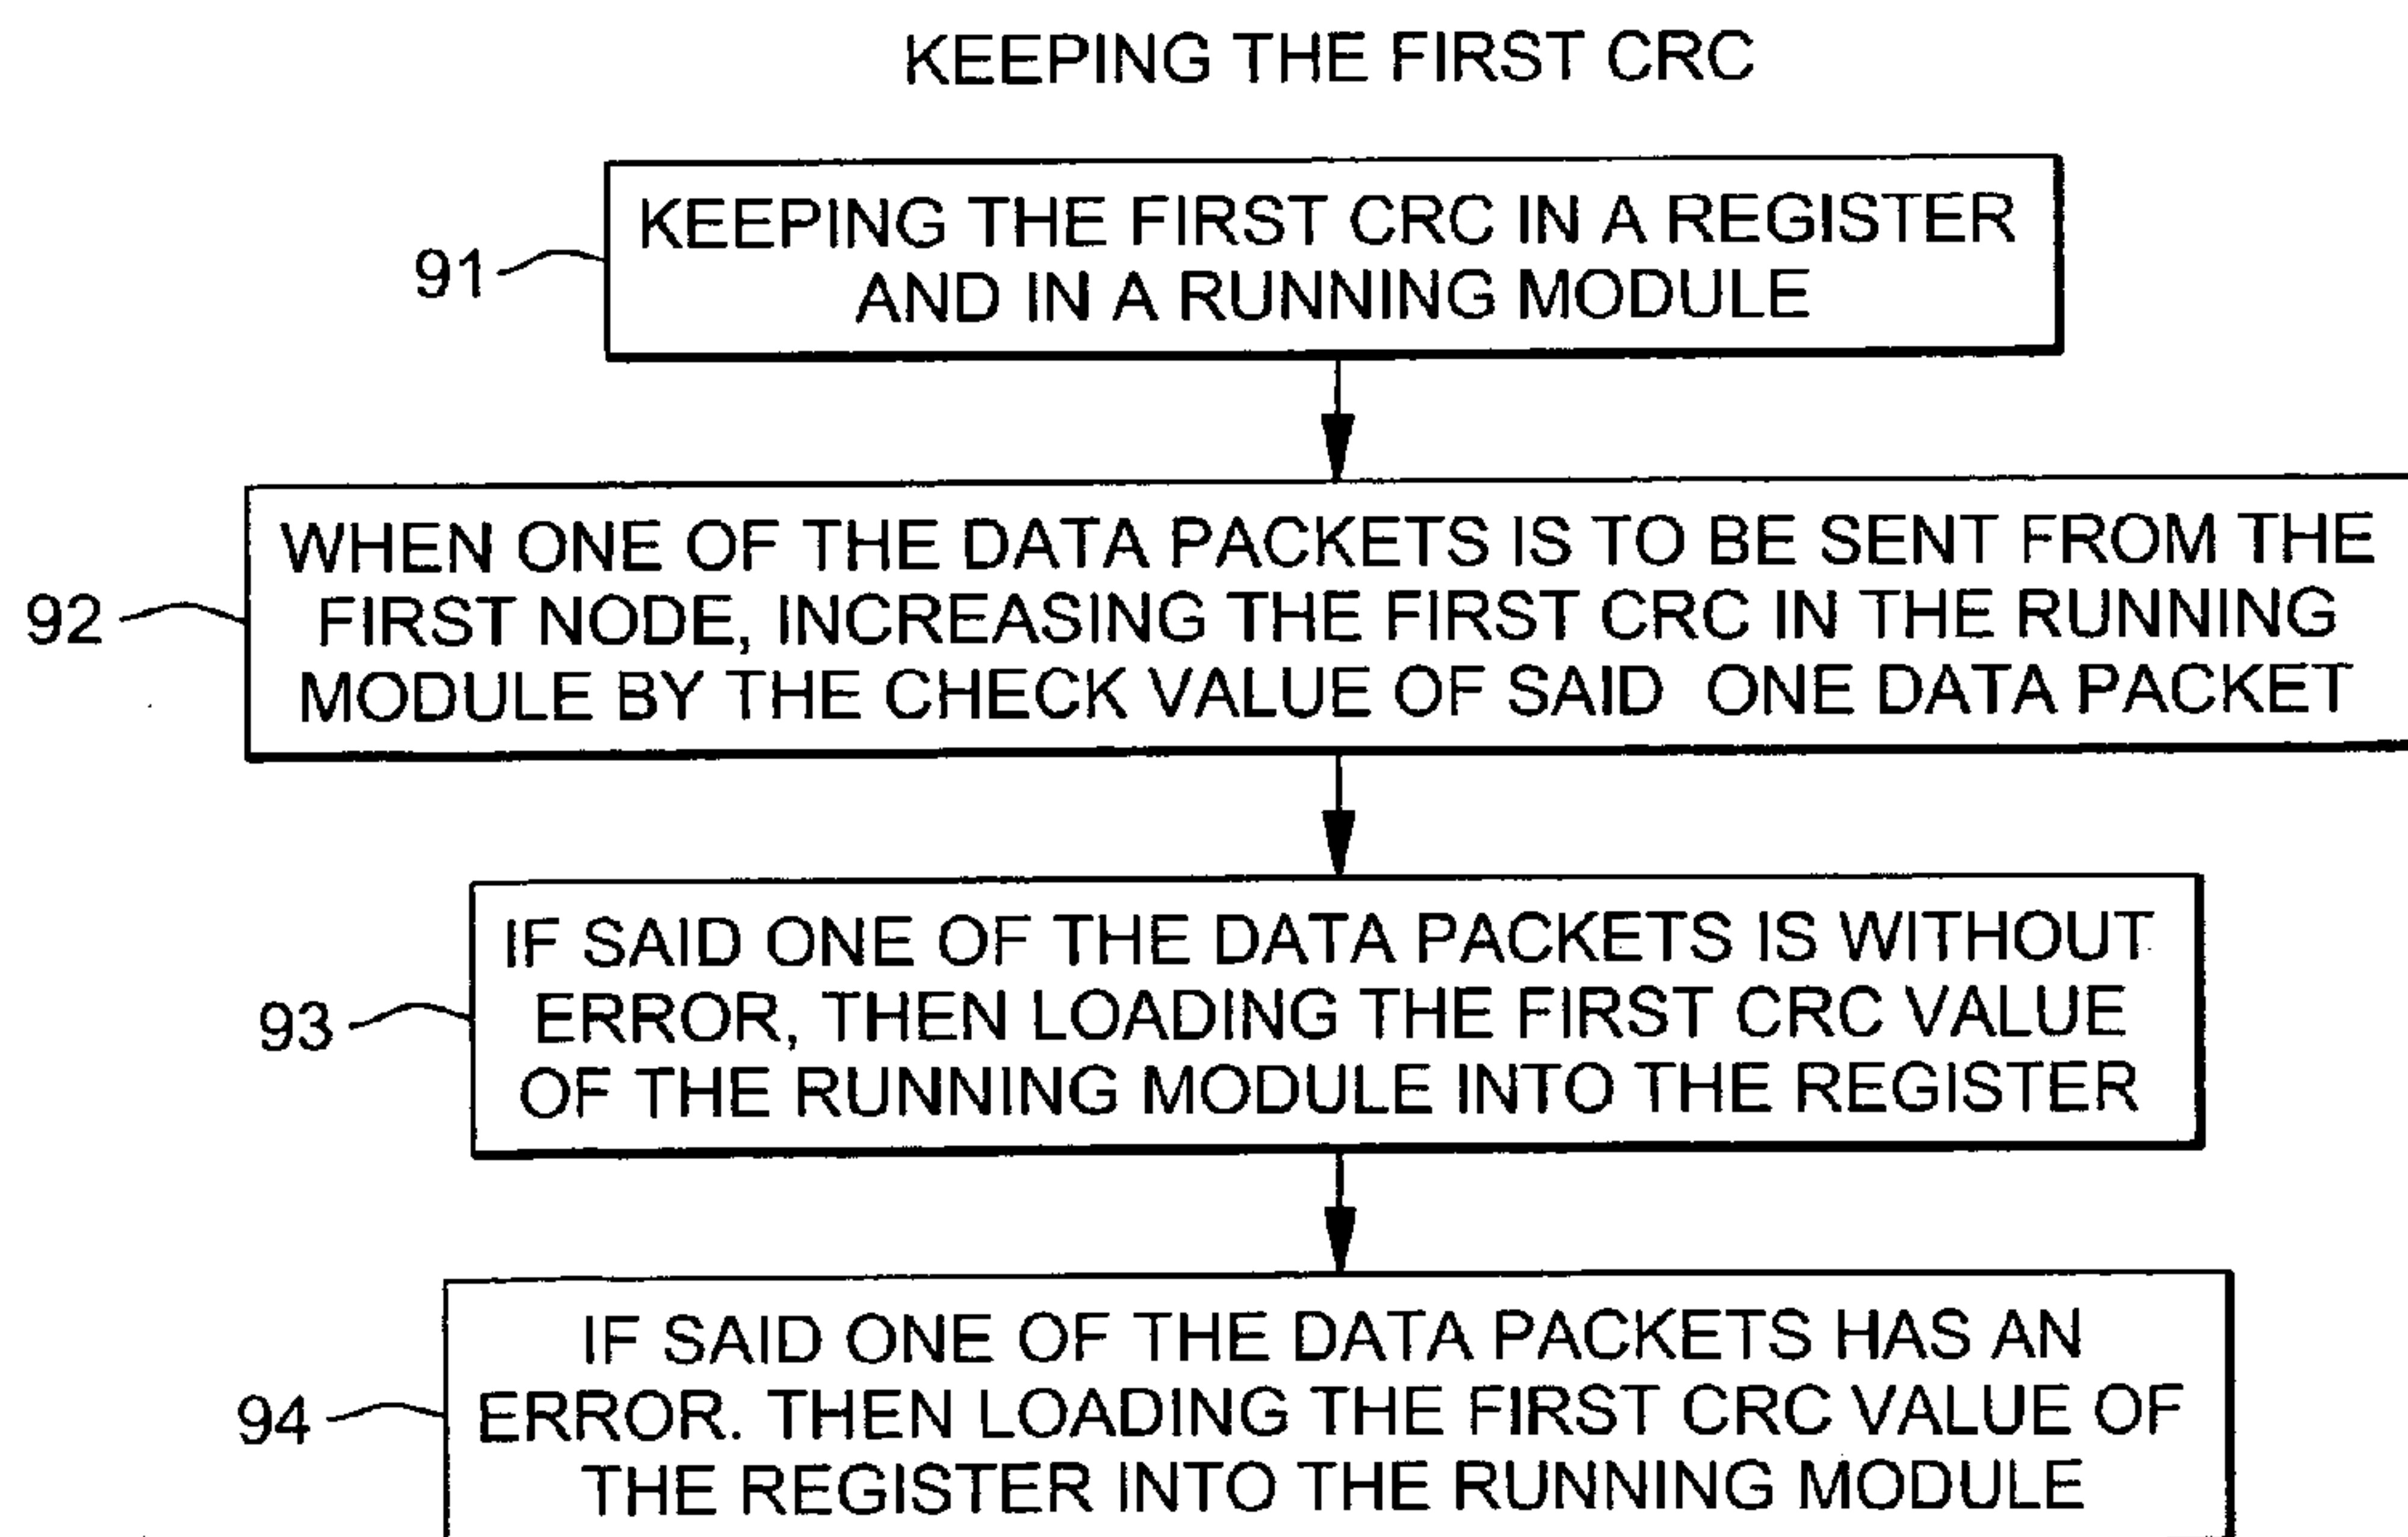 KEEPING THE FIRST CRC
91
KEEPING THE FIRST CRC IN A REGISTER
AND IN A RUNNING MODULE
92
WHEN ONE OF THE DATA PACKETS IS TO BE SENT FROM THE
FIRST NODE, INCREASING THE FIRST CRC IN THE RUNNING
MODULE BY THE CHECK VALUE OF SAID ONE DATA PACKET
93
IF SAID ONE OF THE DATA PACKETS IS WITHOUT
ERROR, THEN LOADING THE FIRST CRC VALUE
OF THE RUNNING MODULE INTO THE REGISTER
94
IF SAID ONE OF THE DATA PACKETS HAS AN
ERROR. THEN LOADING THE FIRST CRC VALUE OF
THE REGISTER INTO THE RUNNING MODULE